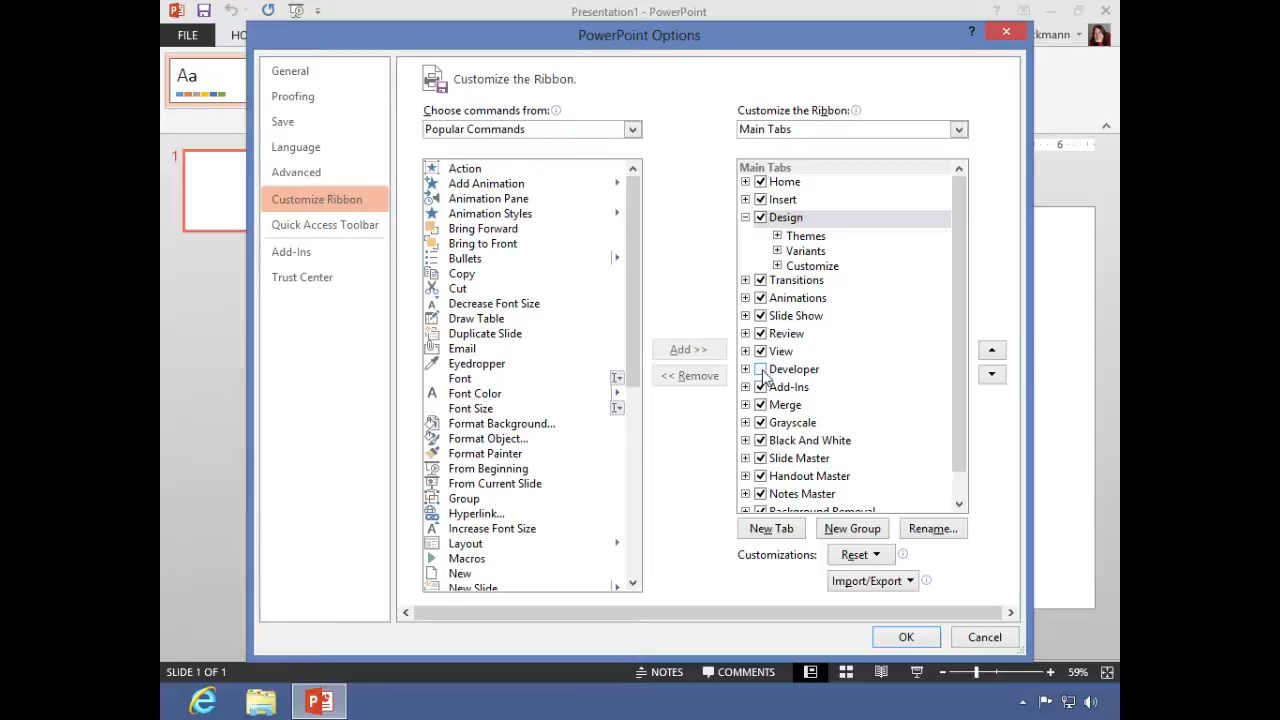 Presentation1 - PowerPoint
?
FILE
HO
ckmann
PowerPoint Options
?
Aa
1
6
General
Proofing
Save
Language
Advanced
Customize Ribbon
Quick Access Toolbar
Add-Ins
Trust Center
Customize the Ribbon.
Choose commands from:
Popular Commands
Action
Add Animation
Animation Pane
Animation Styles
Bring Forward
Bring to Front
Bullets
Copy
Cut
Decrease Font Size
Draw Table
Duplicate Slide
Email
Eyedropper
Font
Font Color
Font Size
Format Background...
Format Object...
Format Painter
From Beginning
From Current Slide
Group
Hyperlink...
Increase Font Size
Layout
Macros
New
New Slide
Add >>
<< Remove
Customize the Ribbon:
Main Tabs
Main Tabs
Home
Insert
Design
Themes
Variants
Customize
Transitions
Animations
Slide Show
Review
View
Developer
Add-Ins
Merge
Grayscale
Black And White
Slide Master
Handout Master
Notes Master
Background Removal
New Tab
New Group
Rename...
Customizations:
Reset
Import/Export
OK
Cancel
SLIDE 1 OF 1
NOTES
COMMENTS
59%